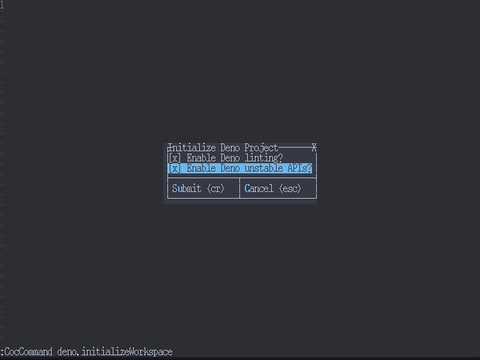 1
Initialize Deno Project X
[x] Enable Deno linting?
[x] Enable Deno unstable APIs?
Submit <cr> Cancel <esc>
:CocCommand deno.initializeWorkspace